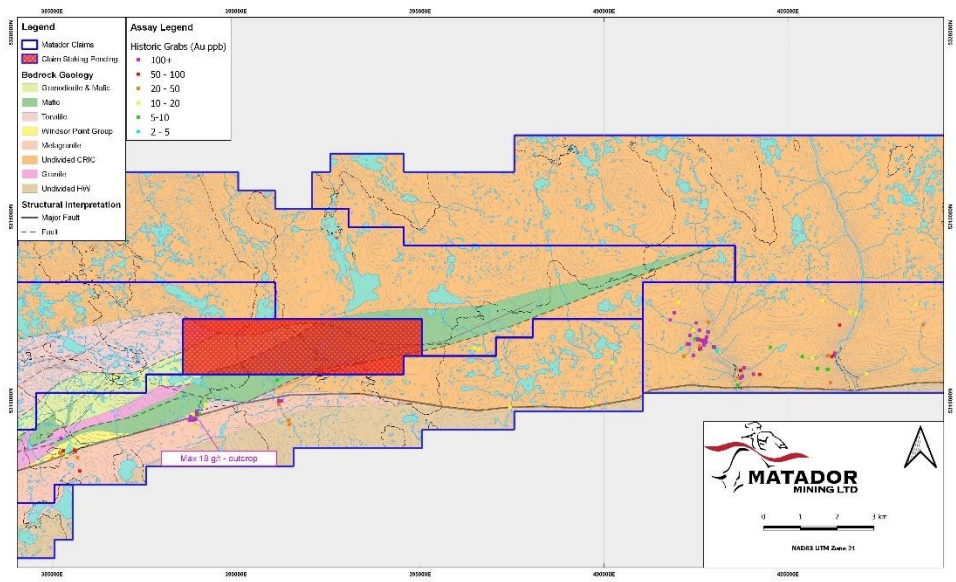 Legend
Matador Claims
Claim Staking Pending
Bedrock Geology
Granodiorite & Mafic
Mafic
Tonalite
Windsor Point Group
Metagranite
Undivided CRIC
Granite
Undivided HW
Structural Interpretation
Major Fault
Fault
Assay Legend
Historic Grabs (Au ppb)
100+
50 - 100
20 - 50
10 - 20
5-10
2 - 5
Max 18 g/t - outcrop
MATADOR
MINING LTD
0 1 2 3 km
NAD83 UTM Zone 21